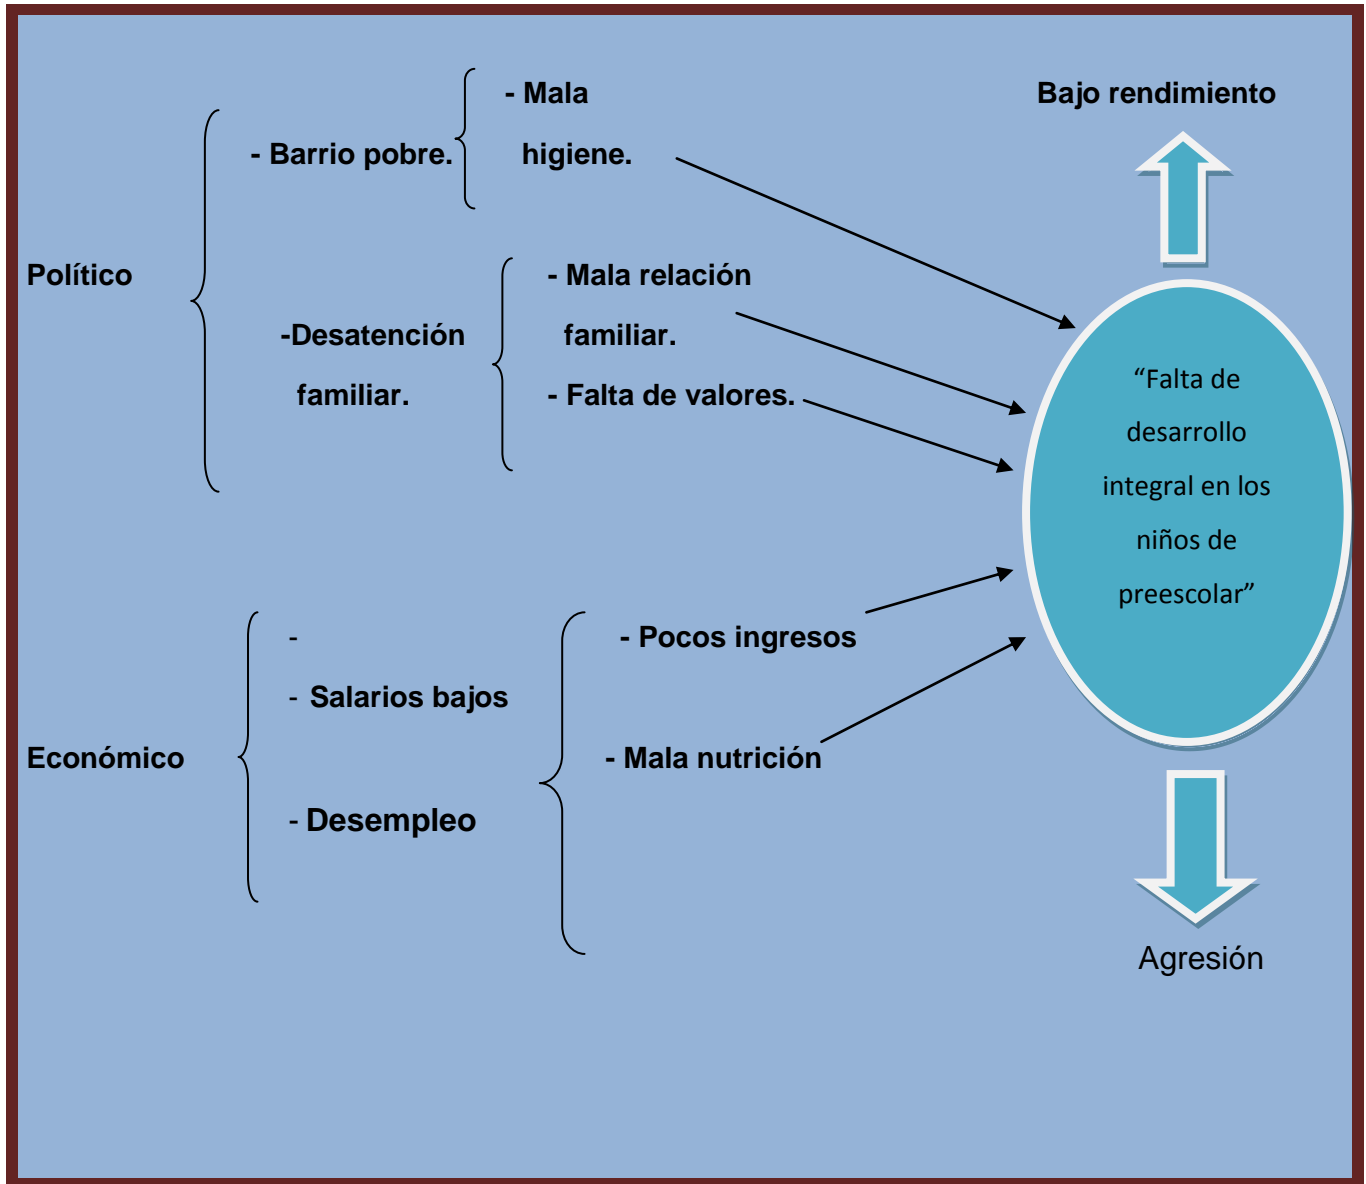 - Mala
higiene.
- Barrio pobre.
Político
- Mala relación
familiar.
- Falta de valores.
-Desatención
familiar.
Económico
-
- Salarios bajos
- Desempleo
- Pocos ingresos
- Mala nutrición
Bajo rendimiento
“Falta de
desarrollo
integral en los
niños de
preescolar”
Agresión